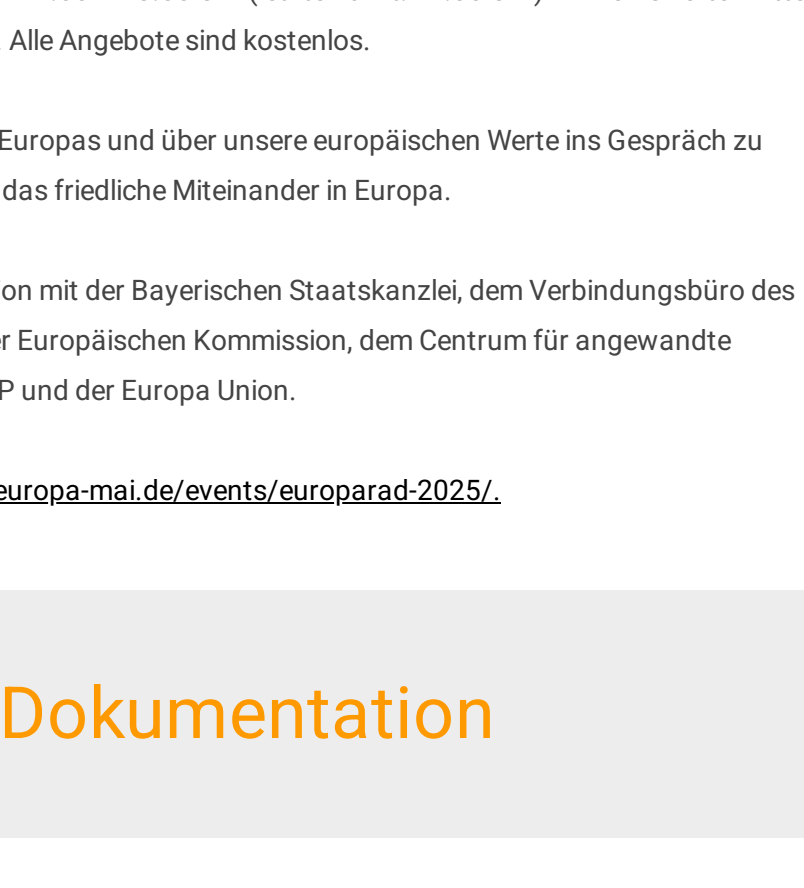 Alle Angebote sind kostenlos.
Europas und über unsere europäischen Werte ins Gespräch zu
das friedliche Miteinander in Europa.
mit der Bayerischen Staatskanzlei, dem Verbindungsbüro des
Europäischen Kommission, dem Centrum für angewandte
P und der Europa Union.
europa-mai.de/events/europarad-2025/.
Dokumentation